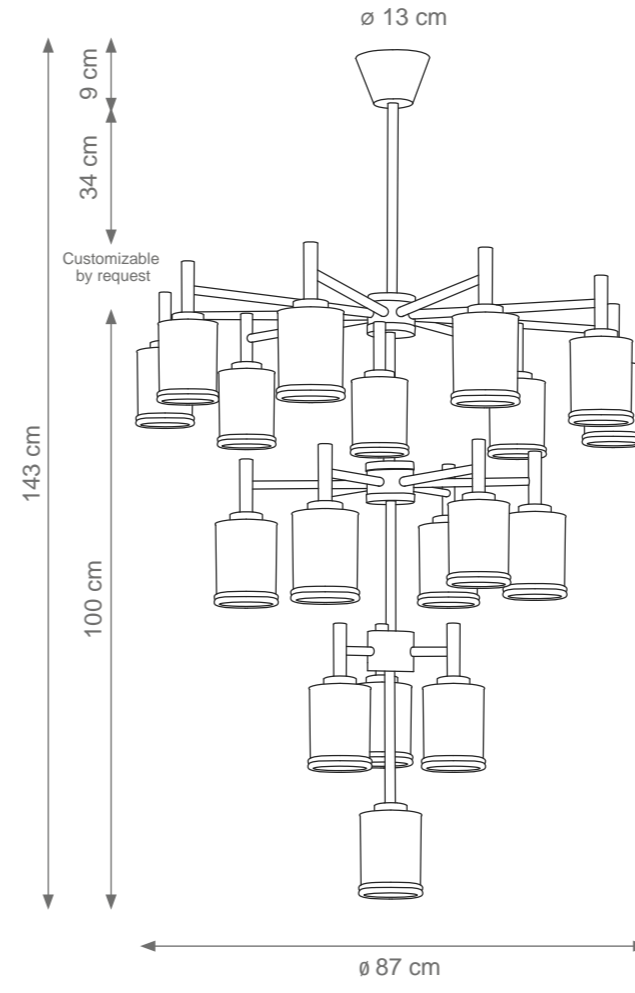 ø 13 cm
9 cm
34 cm
Customizable
by request
143 cm
100 cm
ø 87 cm